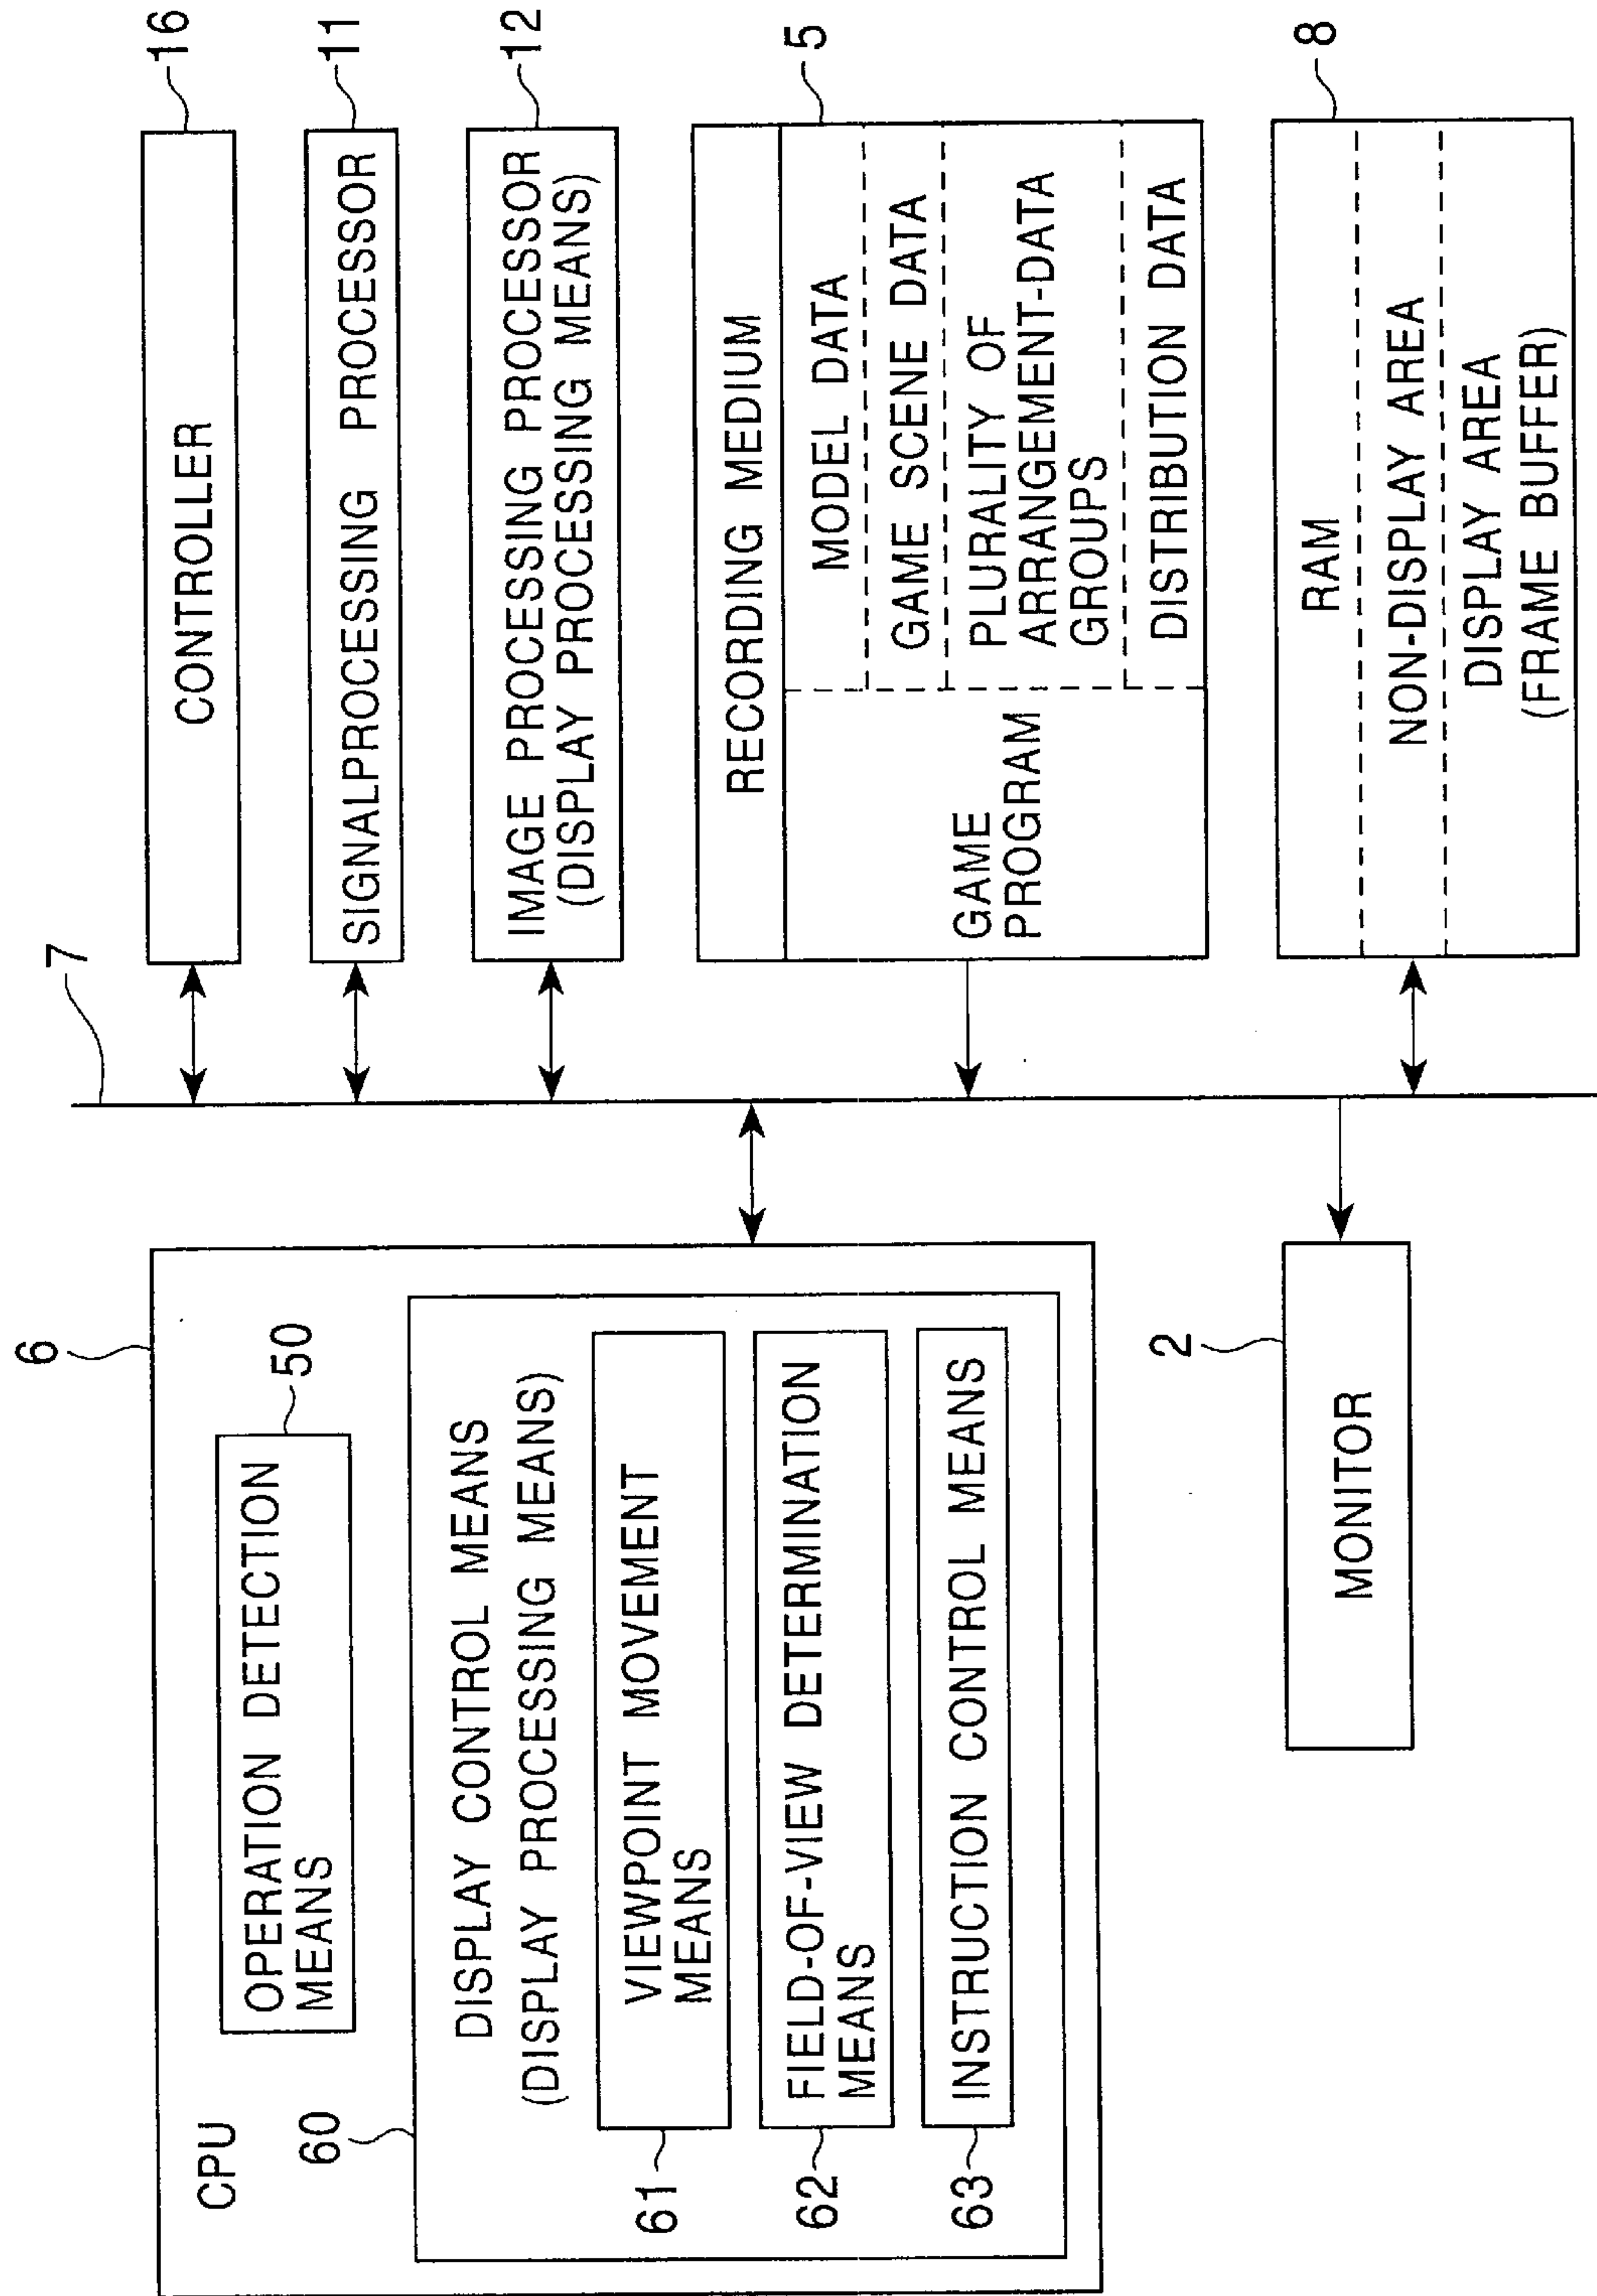 6
CPU
50
OPERATION DETECTION
MEANS
60
DISPLAY CONTROL MEANS
(DISPLAY PROCESSING MEANS)
61
VIEWPOINT MOVEMENT
MEANS
62
FIELD-OF-VIEW DETERMINATION
MEANS
63
INSTRUCTION CONTROL MEANS
2
MONITOR
7
16
CONTROLLER
11
SIGNALPROCESSING PROCESSOR
12
IMAGE PROCESSING PROCESSOR
(DISPLAY PROCESSING MEANS)
5
RECORDING MEDIUM
GAME
PROGRAM
MODEL DATA
GAME SCENE DATA
PLURALITY OF
ARRANGEMENT-DATA
GROUPS
DISTRIBUTION DATA
8
RAM
NON-DISPLAY AREA
DISPLAY AREA
(FRAME BUFFER)